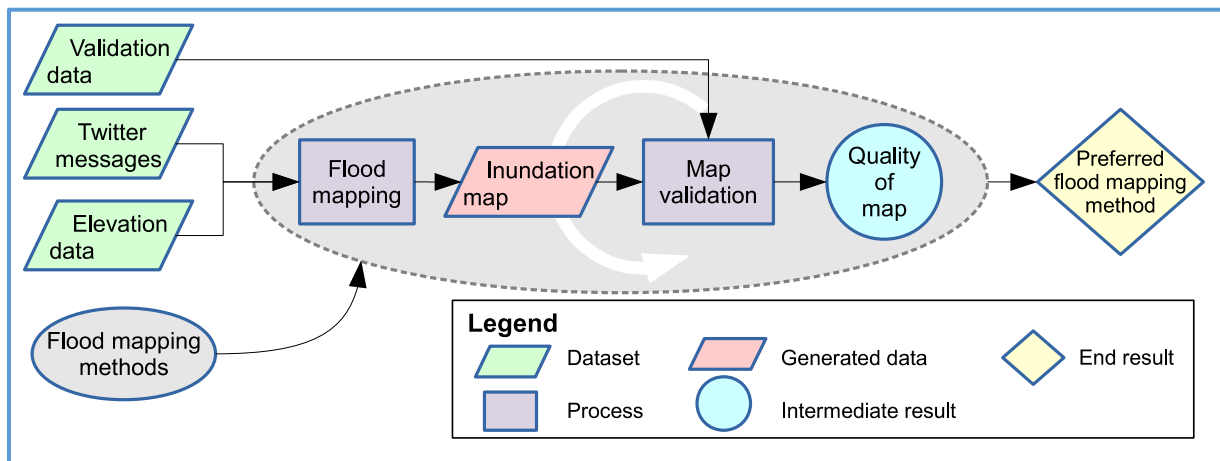 Validation
data
Twitter
messages
Elevation
data
Flood mapping
methods
Flood
mapping
Inundation
map
Map
validation
Quality
of
map
Preferred
flood mapping
method
Legend
Dataset
Generated data
End result
Process
Intermediate result